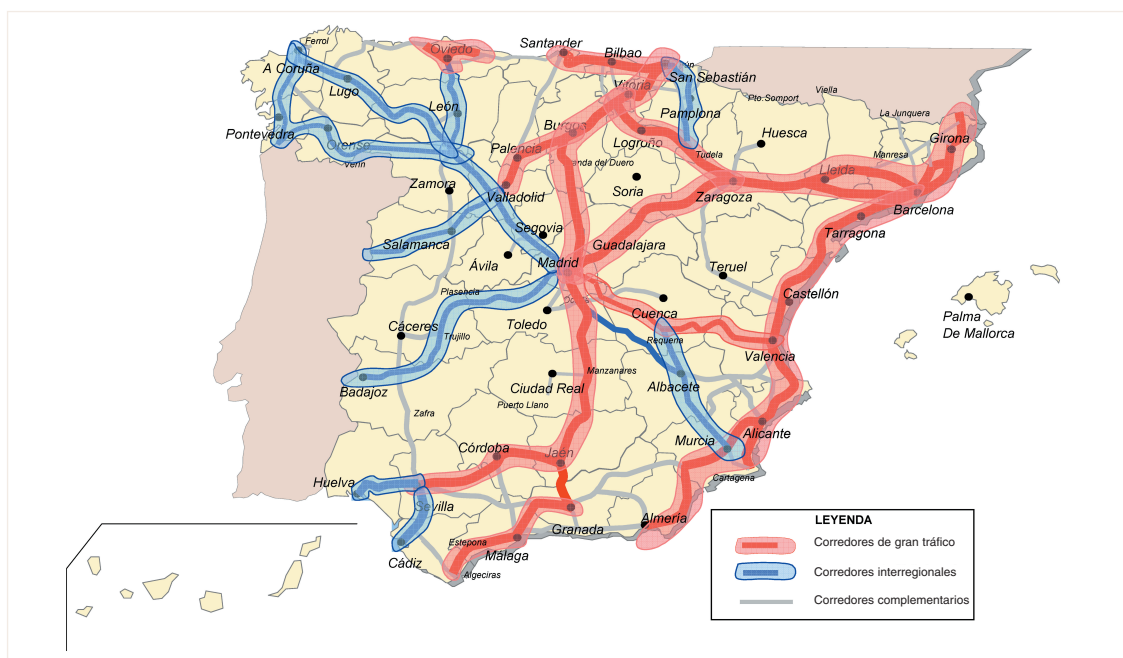 Ferrol
Oviedo
Santander
Bilbao
A Coruña
Lugo
San Sebastián
Vitoria
León
Pamplona
Pto.Somport
Viella
La Junquera
Pontevedra
Orense
Verín
Burgos
Palencia
Logroño
Huesca
Girona
Tudela
Manresa
anda del Duero
Lleida
Zamora
Valladolid
Soria
Zaragoza
Barcelona
Tarragona
Segovia
Salamanca
Guadalajara
Ávila
Madrid
Teruel
Plasencia
Castellón
Cuenca
Toledo
Palma
De Mallorca
Cáceres
Trujillo
Requena
Valencia
Badajoz
Ciudad Real
Manzanares
Albacete
Puerto Llano
Zafra
Murcia
Alicante
Córdoba
Jaén
Cartagena
Huelva
Sevilla
Granada
Almería
Estepona
Málaga
Cádiz
Algeciras
LEYENDA
Corredores de gran tráfico
Corredores interregionales
Corredores complementarios